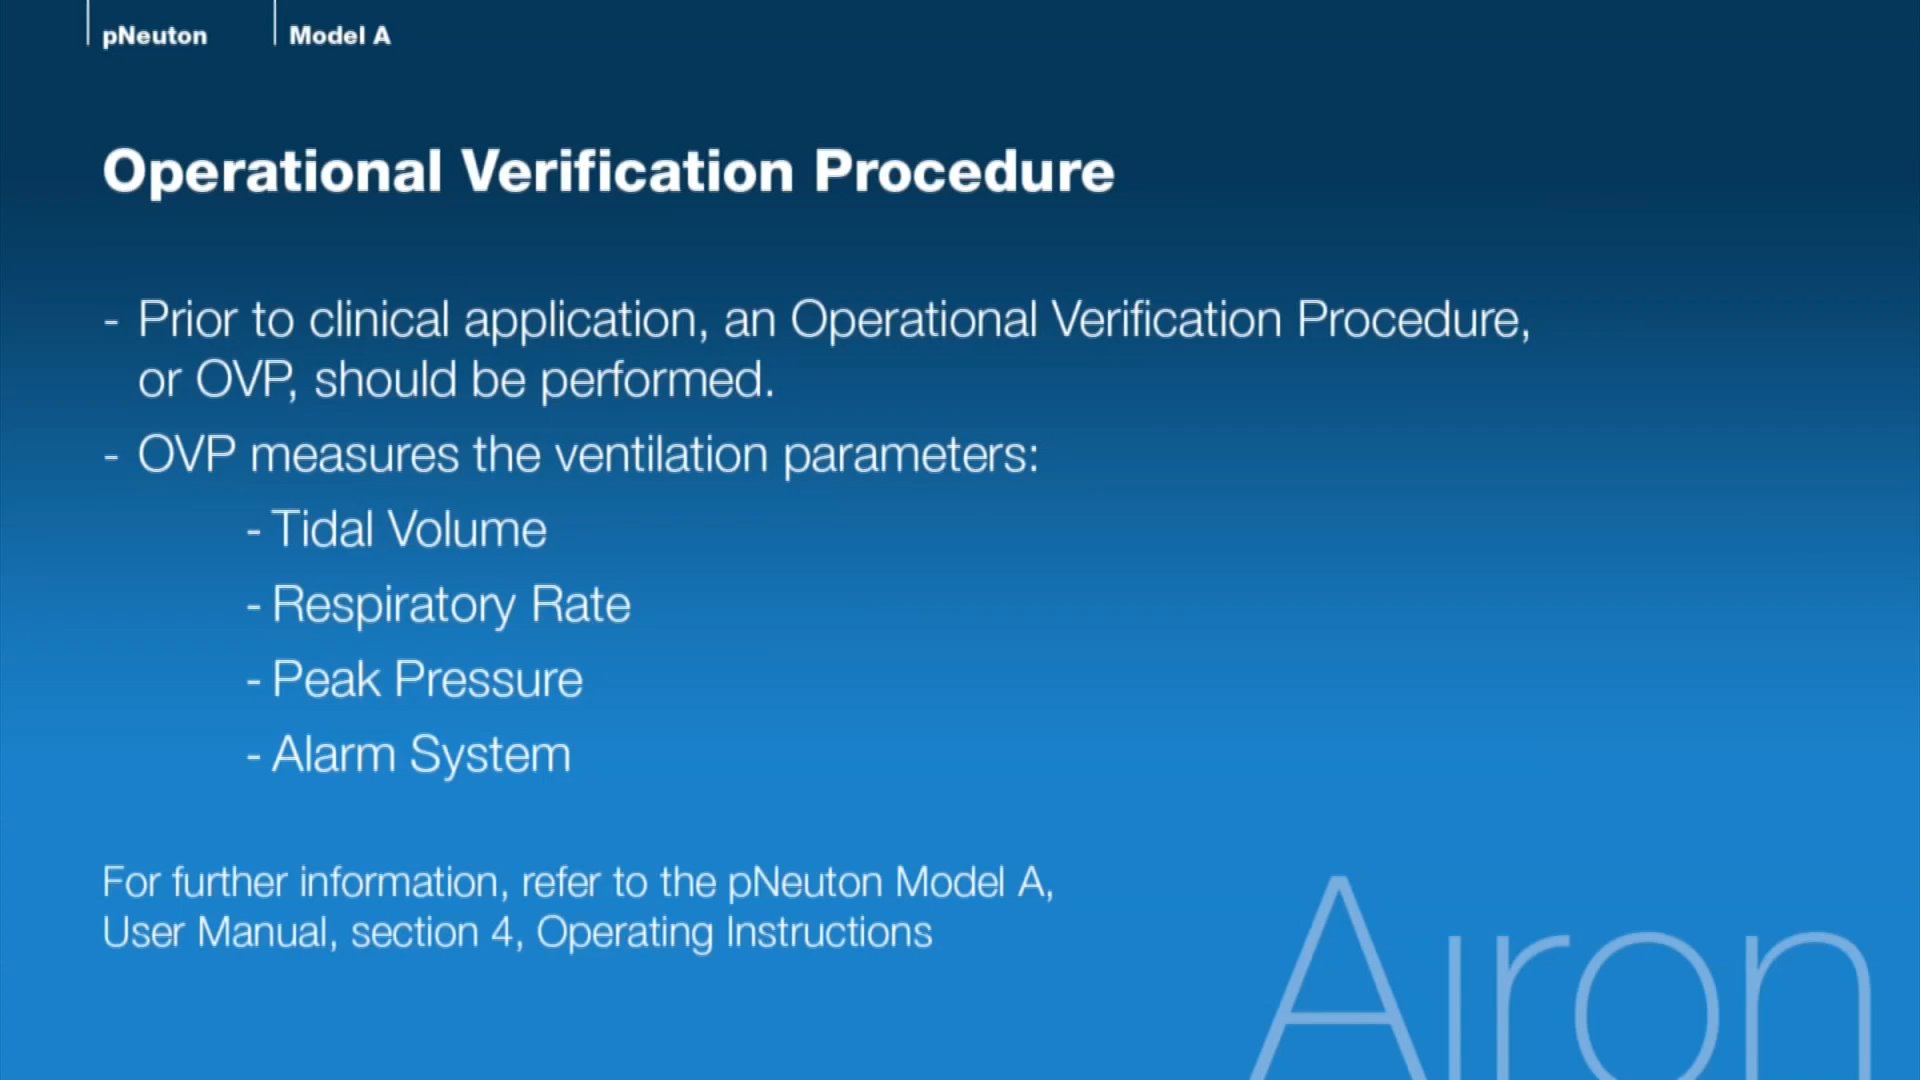 pNeuton Model A
Operational Verification Procedure
- Prior to clinical application, an Operational Verification Procedure,
or OVP, should be performed.
- OVP measures the ventilation parameters:
- Tidal Volume
- Respiratory Rate
- Peak Pressure
- Alarm System
For further information, refer to the pNeuton Model A,
User Manual, section 4, Operating Instructions
Airon